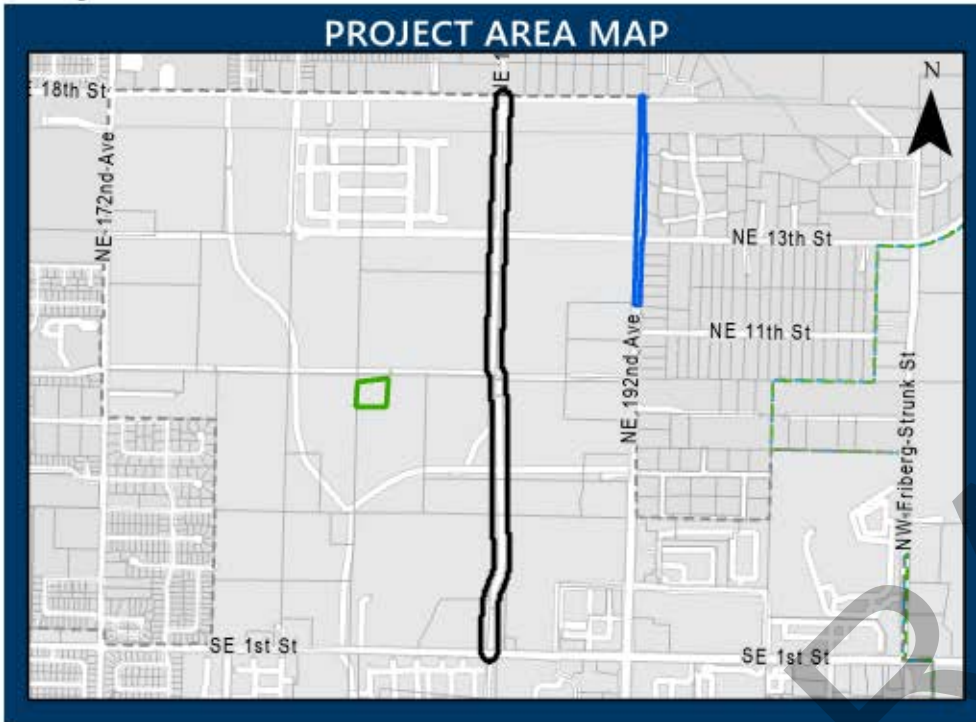 PROJECT AREA MAP
N
E 18th St
NE 172nd Ave
NE 13th St
NE 11th St
NE 192nd Ave
NW Friberg-Strunk St
SE 1st St
SE 1st St